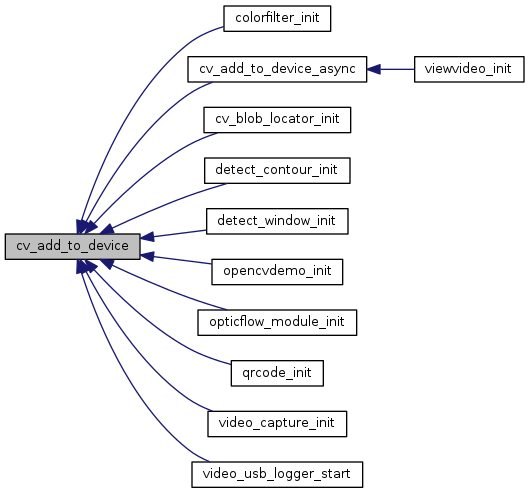 colorfilter_init
cv_add_to_device_async
viewvideo_init
cv_blob_locator_init
detect_contour_init
detect_window_init
cv_add_to_device
opencvdemo_init
opticflow_module_init
qrcode_init
video_capture_init
video_usb_logger_start